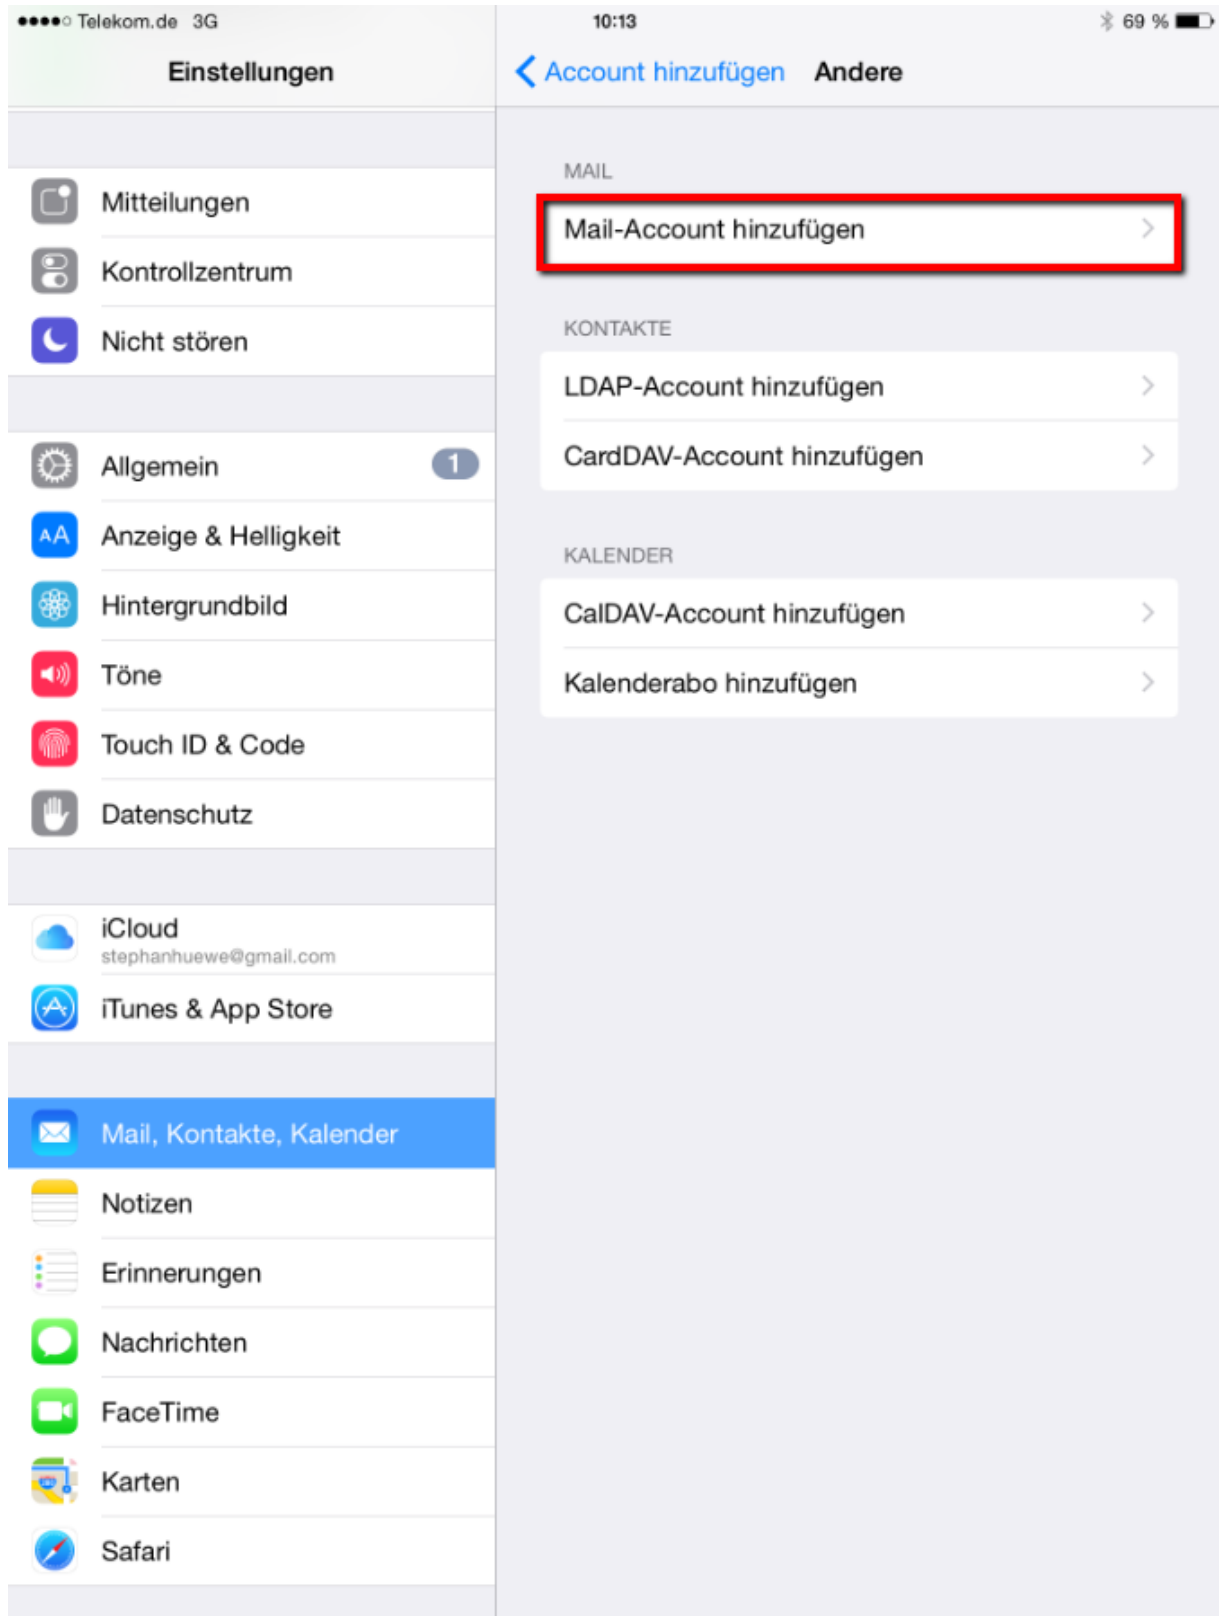 Telekom.de 3G
10:13
69 %
Einstellungen
Account hinzufügen Andere
Mitteilungen
Kontrollzentrum
Nicht stören
Allgemein 1
AA Anzeige & Helligkeit
Hintergrundbild
Töne
Touch ID & Code
Datenschutz
iCloud
stephanhuewe@gmail.com
iTunes & App Store
Mail, Kontakte, Kalender
Notizen
Erinnerungen
Nachrichten
FaceTime
Karten
Safari
MAIL
Mail-Account hinzufügen
KONTAKTE
LDAP-Account hinzufügen
CardDAV-Account hinzufügen
KALENDER
CalDAV-Account hinzufügen
Kalenderabo hinzufügen